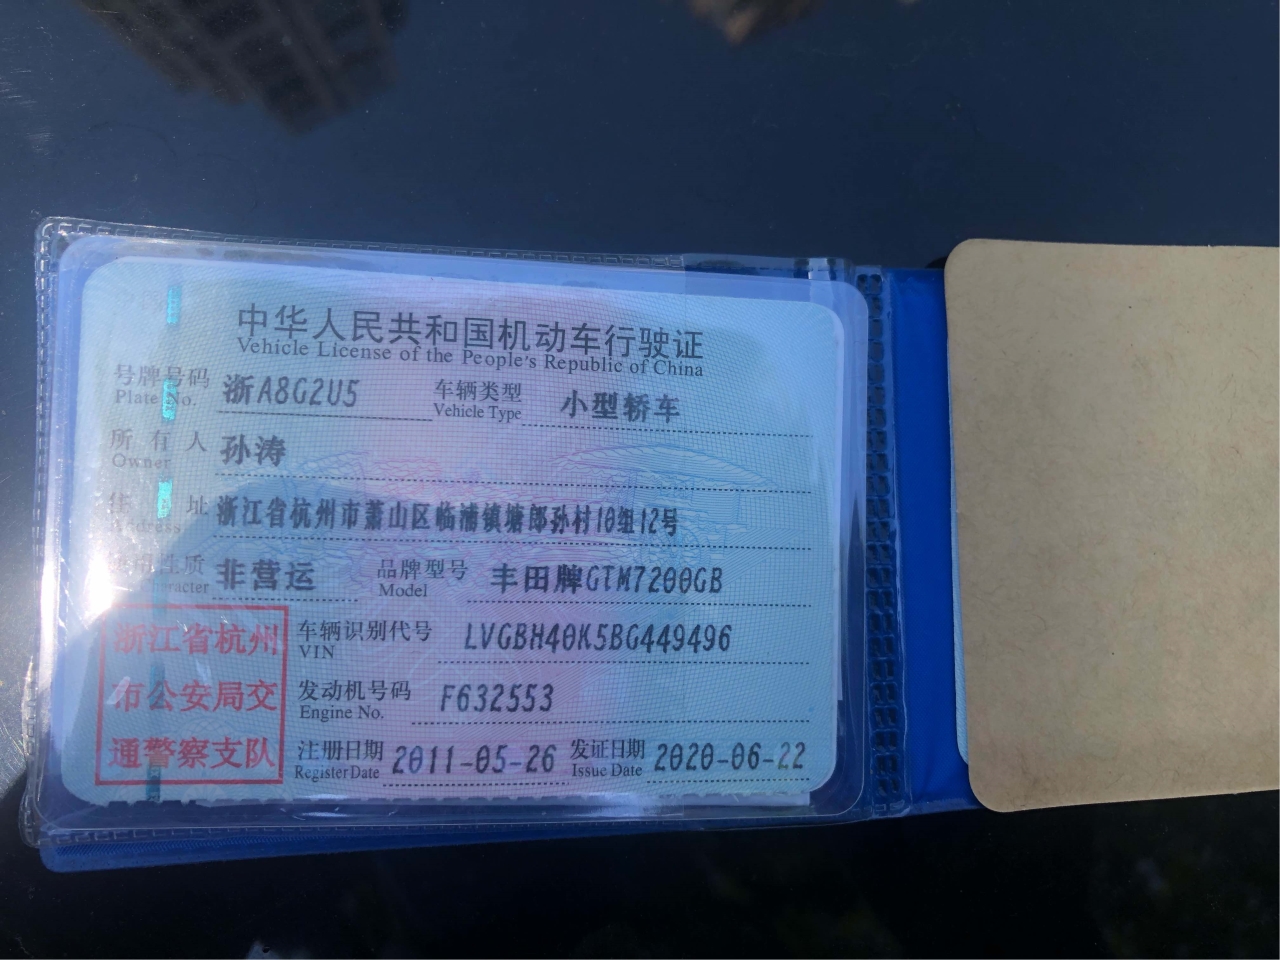 中华人民共和国机动车行驶证
Vehicle License of the People's Republic of China
号牌号码 浙A8G2U5 车辆类型 小型轿车
Plate No. Vehicle Type
所有人 孙涛
Owner
住址 浙江省杭州市萧山区临浦镇塘郎孙村10组12号
Address
性质 非营运 品牌型号 丰田牌GTM7200GB
Model
浙江省杭州市公安局交通警察支队
车辆识别代号 LVGBH40K5BG449496
VIN
发动机号码 F632553
Engine No.
注册日期 2011-05-26 发证日期 2020-06-22
Register Date Issue Date